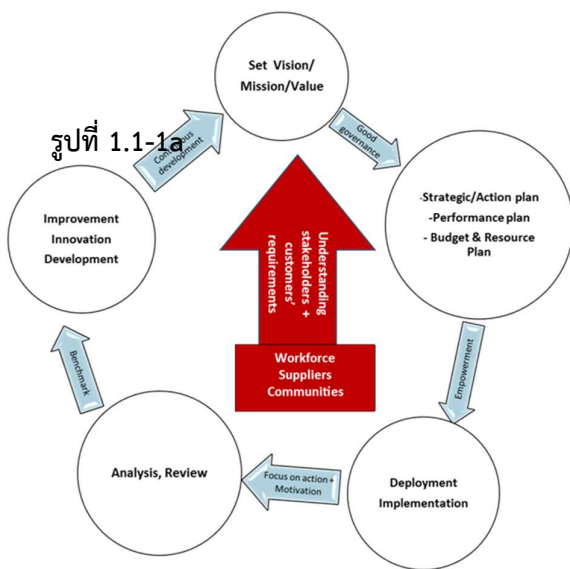 Set Vision/
Mission/Value
Good
governance
-Strategic/Action plan
-Performance plan
- Budget & Resource
Plan
Empowerment
Deployment
Implementation
Focus on action +
Motivation
Analysis, Review
Benchmark
Improvement
Innovation
Development
รูปที่ 1.1-1a
development
Understanding
stakeholders +
customers'
requirements
Workforce
Suppliers
Communities